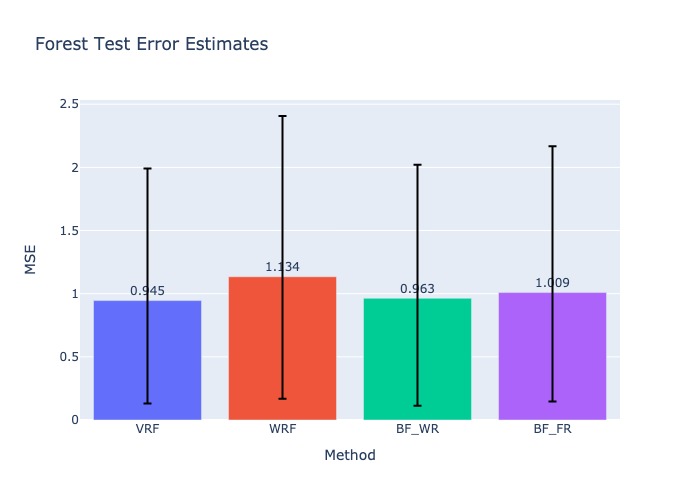 Forest Test Error Estimates
2.5
2
1.5
1
0.5
0
MSE
0.945
1.134
0.963
1.009
VRF
WRF
BF_WR
BF_FR
Method